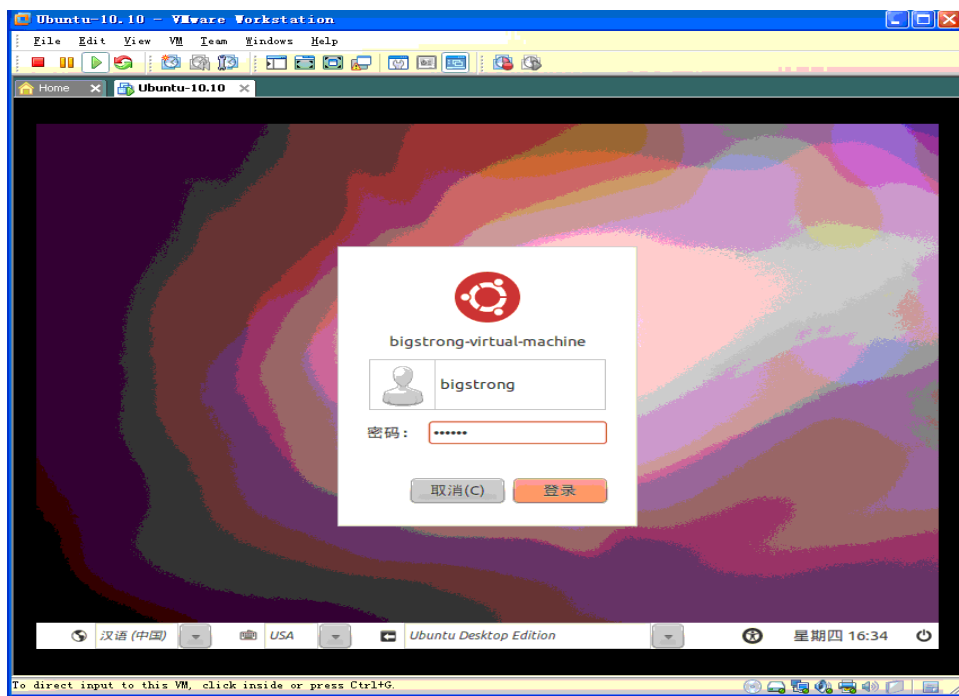 Ubuntu-10.10 - VMware Workstation
File Edit View VM Team Windows Help
Home Ubuntu-10.10
bigstrong-virtual-machine
bigstrong
密码: ••••••
取消(C) 登录
汉语 (中国) USA Ubuntu Desktop Edition 星期四 16:34
To direct input to this VM, click inside or press Ctrl+G.